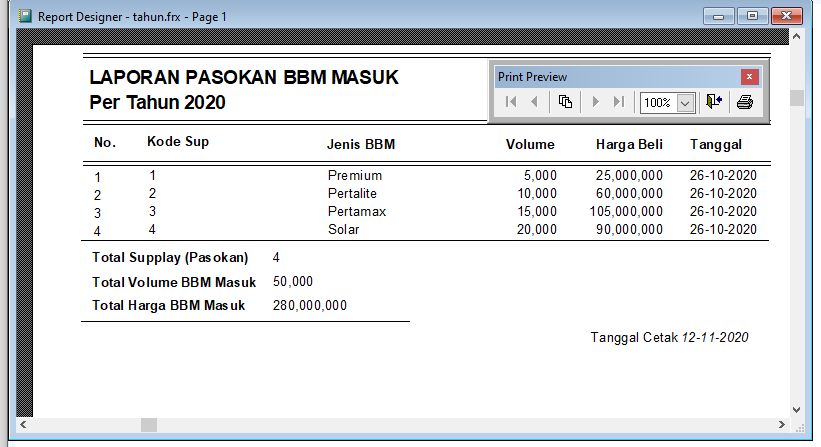 Report Designer - tahun.frx - Page 1
LAPORAN PASOKAN BBM MASUK
Per Tahun 2020
Print Preview
100%
No. Kode Sup Jenis BBM Volume Harga Beli Tanggal
1 1 Premium 5,000 25,000,000 26-10-2020
2 2 Pertalite 10,000 60,000,000 26-10-2020
3 3 Pertamax 15,000 105,000,000 26-10-2020
4 4 Solar 20,000 90,000,000 26-10-2020
Total Supplay (Pasokan) 4
Total Volume BBM Masuk 50,000
Total Harga BBM Masuk 280,000,000
Tanggal Cetak 12-11-2020